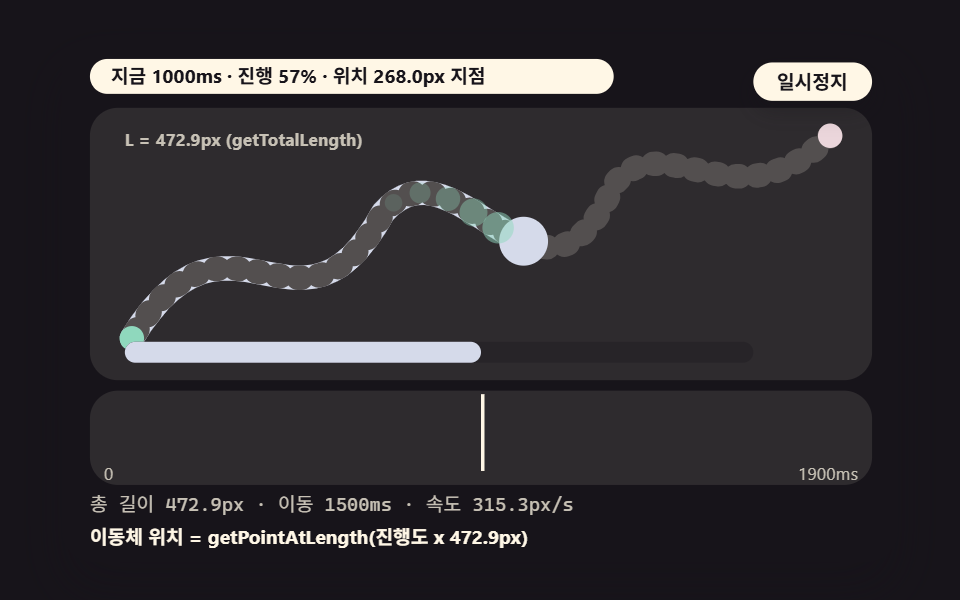 지금 1000ms · 진행 57% · 위치 268.0px 지점
일시정지
L = 472.9px (getTotalLength)
0
1900ms
총 길이 472.9px · 이동 1500ms · 속도 315.3px/s
이동체 위치 = getPointAtLength(진행도 x 472.9px)